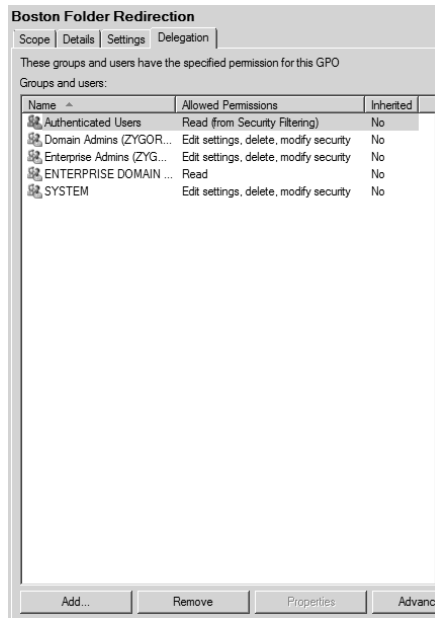 Boston Folder Redirection
Scope Details Settings Delegation
These groups and users have the specified permission for this GPO
Groups and users:
Name Allowed Permissions Inherited
Authenticated Users Read (from Security Filtering) No
Domain Admins (ZYGOR... Edit settings, delete, modify security No
Enterprise Admins (ZYG... Edit settings, delete, modify security No
ENTERPRISE DOMAIN ... Read No
SYSTEM Edit settings, delete, modify security No
Add... Remove Properties Advanc